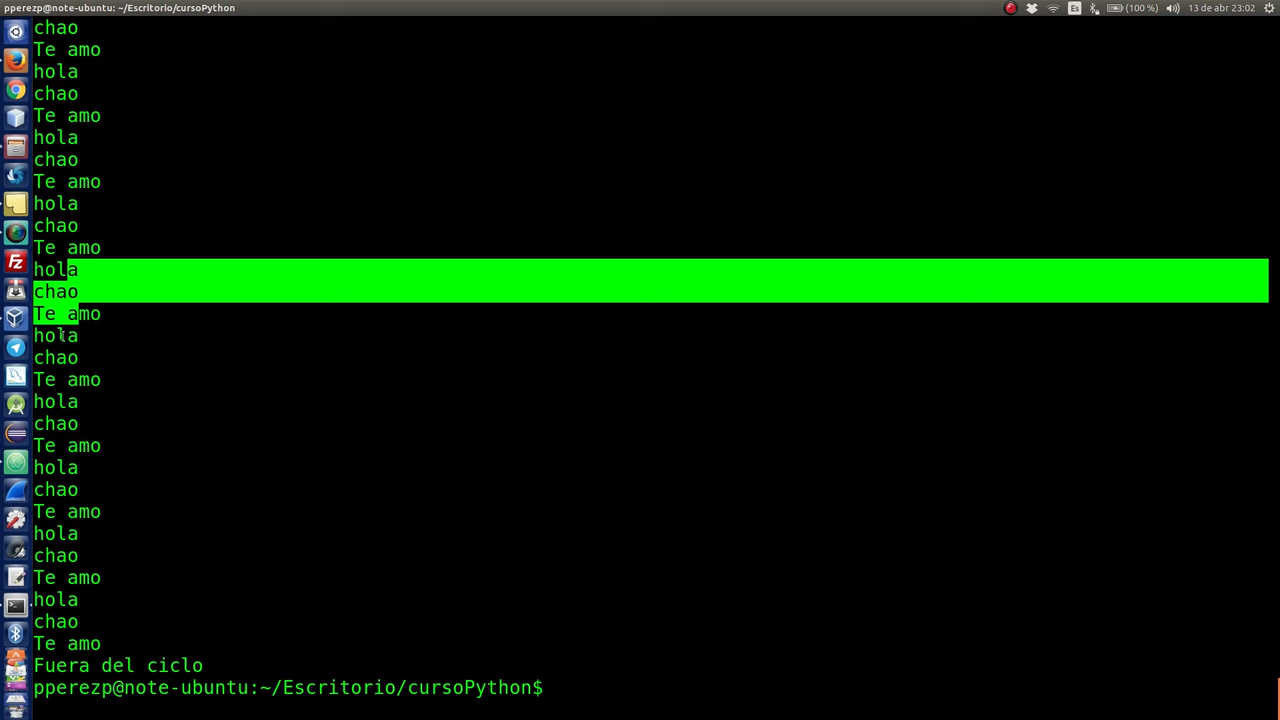 pperezp@note-ubuntu: ~/Escritorio/cursoPython
Es
(100 %)
13 de abr 23:02
chao
Te amo
hola
chao
Te amo
hola
chao
Te amo
hola
chao
Te amo
hola
chao
Te amo
hola
chao
Te amo
hola
chao
Te amo
hola
chao
Te amo
hola
chao
Te amo
hola
chao
Te amo
Fuera del ciclo
pperezp@note-ubuntu:~/Escritorio/cursoPython$